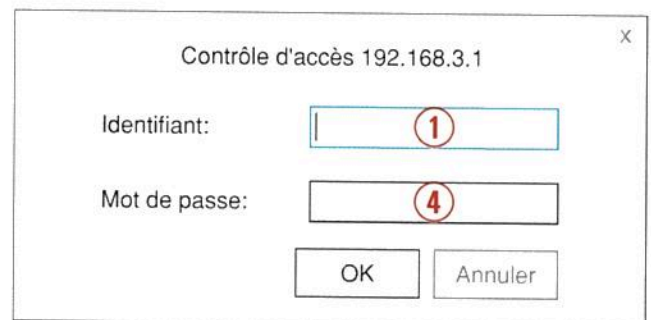 x
Contrôle d'accès 192.168.3.1
Identifiant: 1
Mot de passe: 4
OK Annuler